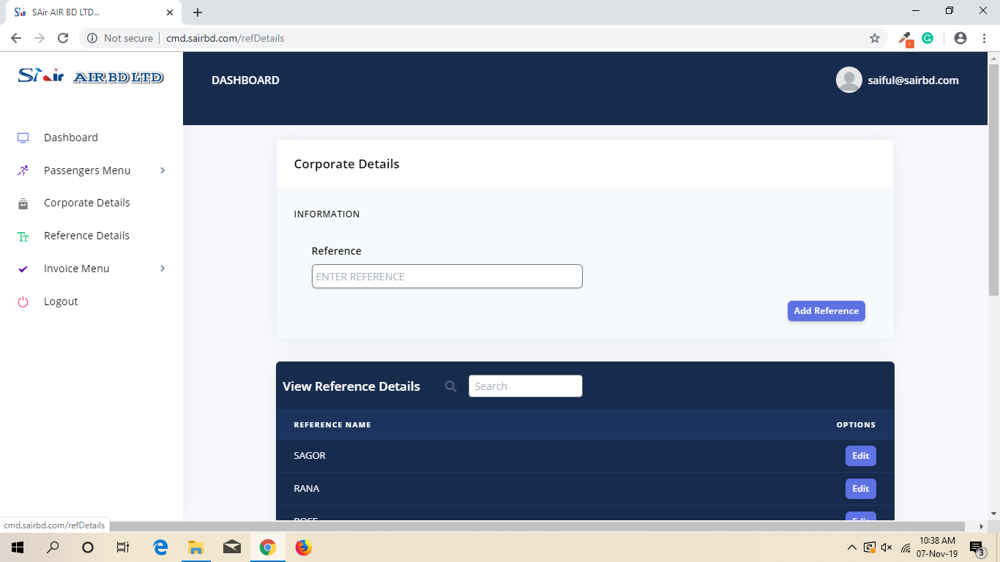 SAir AIR BD LTD...
Not secure
cmd.sairbd.com/refDetails
SAir AIR BD LTD
DASHBOARD
saiful@sairbd.com
Dashboard
Passengers Menu
Corporate Details
Reference Details
Invoice Menu
Logout
Corporate Details
INFORMATION
Reference
ENTER REFERENCE
Add Reference
View Reference Details
Search
REFERENCE NAME OPTIONS
SAGOR Edit
RANA Edit
cmd.sairbd.com/refDetails
10:38 AM
07-Nov-19
3